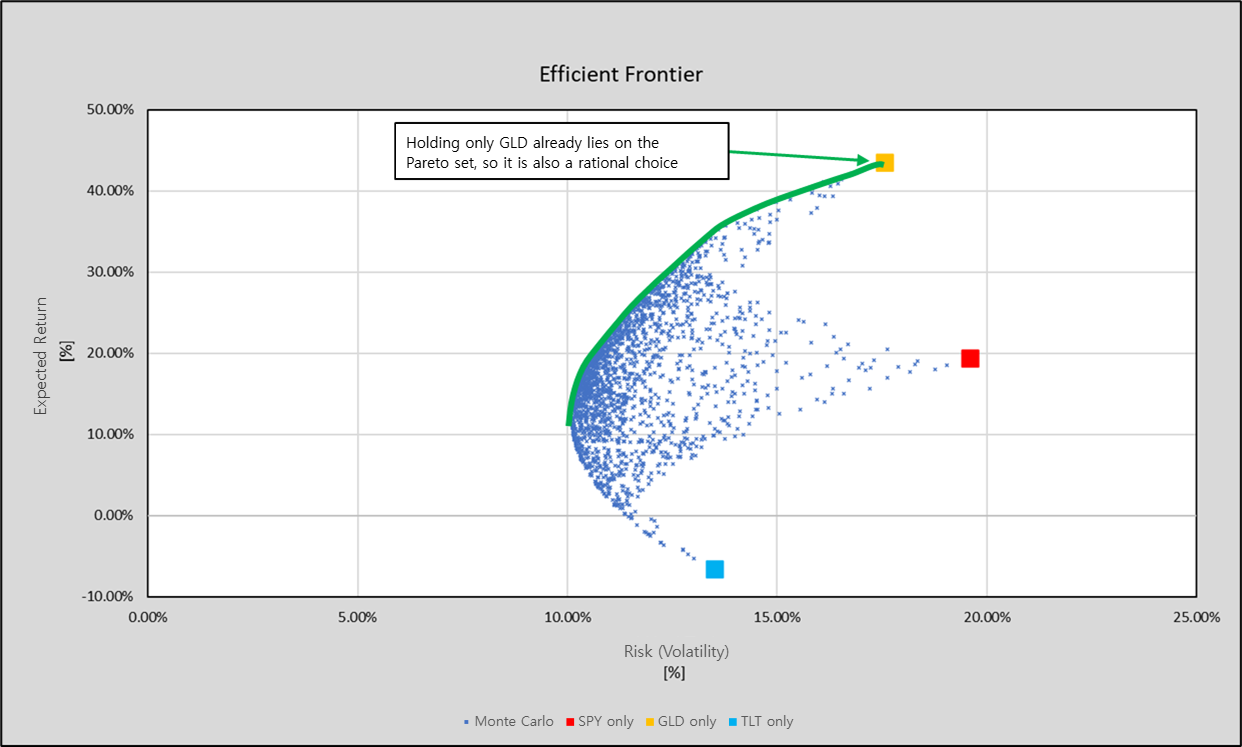 Efficient Frontier
50.00%
40.00%
30.00%
20.00%
10.00%
0.00%
-10.00%
Expected Return
[%]
Holding only GLD already lies on the
Pareto set, so it is also a rational choice
0.00%
5.00%
10.00%
15.00%
20.00%
25.00%
Risk (Volatility)
[%]
Monte Carlo
SPY only
GLD only
TLT only